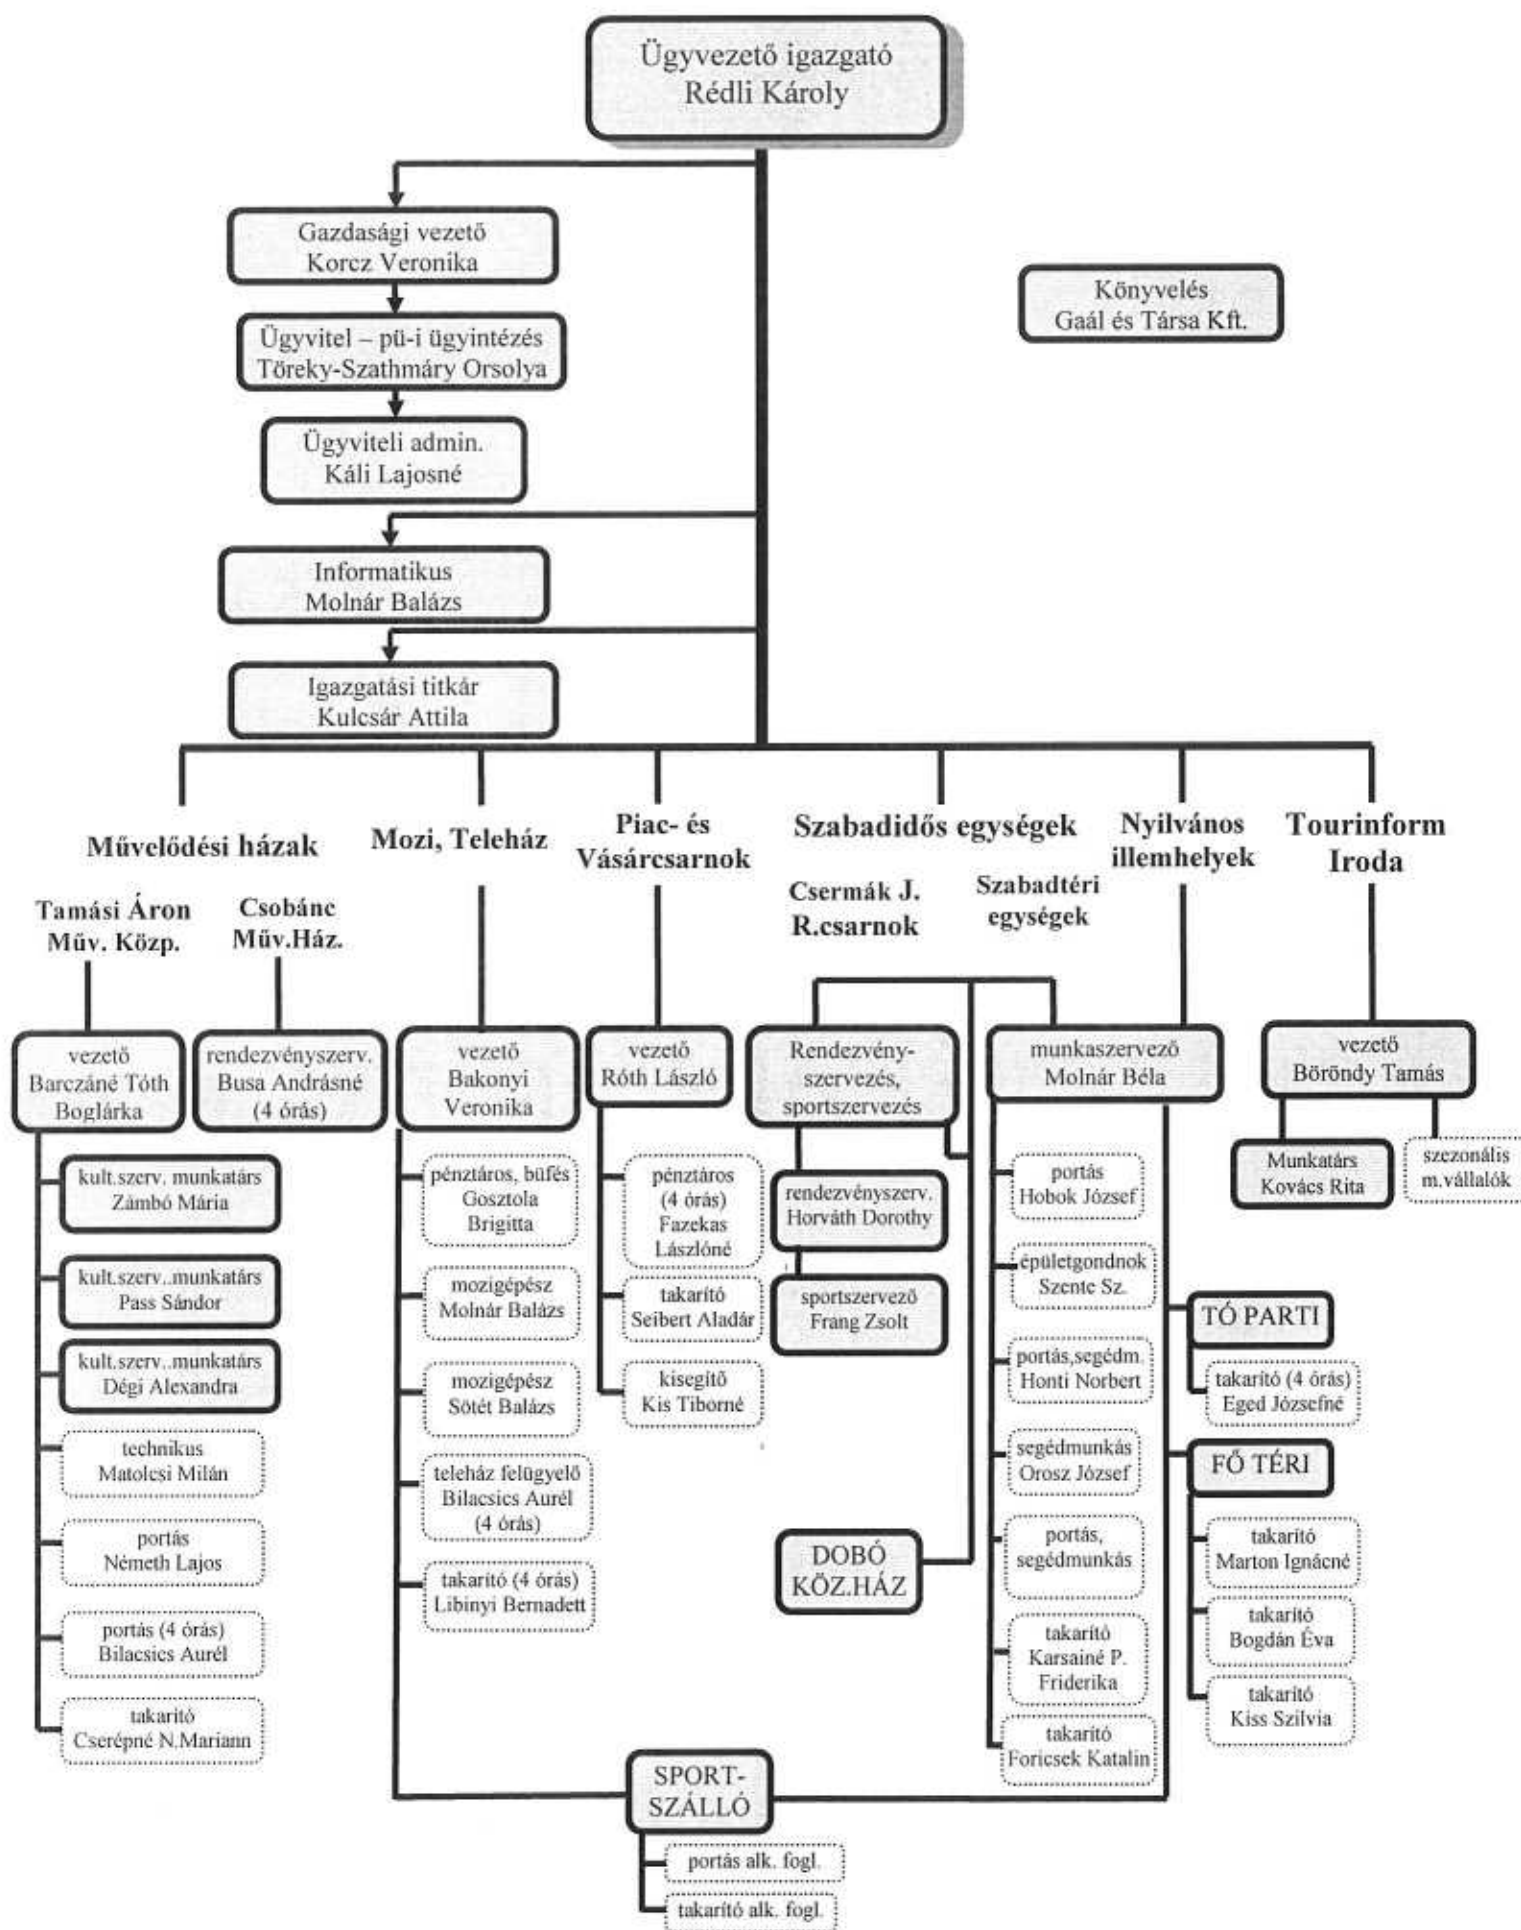 Ügyvezető igazgató
Rédli Károly
Gazdasági vezető
Korcz Veronika
Könyvelés
Gaál és Társa Kft.
Ügyvitel – pü-i ügyintézés
Töreky-Szathmáry Orsolya
Ügyviteli admin.
Káli Lajosné
Informatikus
Molnár Balázs
Igazgatási titkár
Kulcsár Attila
Művelődési házak
Tamási Áron
Műv. Közp.
Csobánc
Műv.Ház.
Mozi, Teleház
Piac- és
Vásárcsarnok
Szabadidős egységek
Csermák J.
R.csarnok
Szabadtéri
egységek
Nyilvános
illemhelyek
Tourinform
Iroda
vezető
Barczáné Tóth
Boglárka
kult.szerv. munkatárs
Zámbó Mária
kult.szerv..munkatárs
Pass Sándor
kult.szerv..munkatárs
Dégi Alexandra
technikus
Matolcsi Milán
portás
Németh Lajos
portás (4 órás)
Bilacsics Aurél
takarító
Cserépné N.Mariann
rendezvényszerv.
Busa Andrásné
(4 órás)
vezető
Bakonyi
Veronika
pénztáros, büfés
Gosztola
Brigitta
mozigépész
Molnár Balázs
mozigépész
Sötét Balázs
teleház felügyelő
Bilacsics Aurél
(4 órás)
takarító (4 órás)
Libinyi Bernadett
vezető
Róth László
pénztáros
(4 órás)
Fazekas
Lászlóné
takarító
Seibert Aladár
kisegítő
Kis Tiborné
Rendezvény-
szervezés,
sportszervezés
rendezvényszerv.
Horváth Dorothy
sportszervező
Frang Zsolt
DOBÓ
KÖZ.HÁZ
munkaszervező
Molnár Béla
portás
Hobok József
épületgondnok
Szente Sz.
portás,segédm.
Honti Norbert
segédmunkás
Orosz József
portás,
segédmunkás
takarító
Karsainé P.
Friderika
takarító
Foricsek Katalin
TÓ PARTI
takarító (4 órás)
Eged Józsefné
FŐ TÉRI
takarító
Marton Ignácné
takarító
Bogdán Éva
takarító
Kiss Szilvia
vezető
Böröndy Tamás
Munkatárs
Kovács Rita
szezonális
m.vállalók
SPORT-
SZÁLLÓ
portás alk. fogl.
takarító alk. fogl.